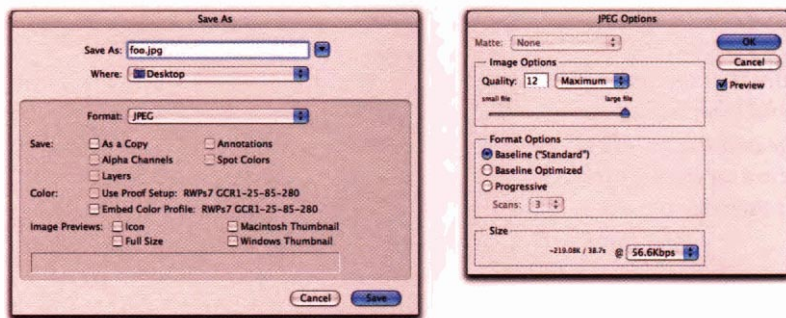 Save As
Save As: foo.jpg
Where: Desktop
Format: JPEG
Save: As a Copy Annotations
Alpha Channels Spot Colors
Layers
Color: Use Proof Setup: RWPs7 GCR1-25-85-280
Embed Color Profile: RWPs7 GCR1-25-85-280
Image Previews: Icon Macintosh Thumbnail
Full Size Windows Thumbnail
Cancel Save
JPEG Options
Matte: None
OK
Cancel
Preview
Image Options
Quality: 12 Maximum
small file large file
Format Options
Baseline ("Standard")
Baseline Optimized
Progressive
Scans: 3
Size
~219.08K / 38.7s @ 56.6Kbps